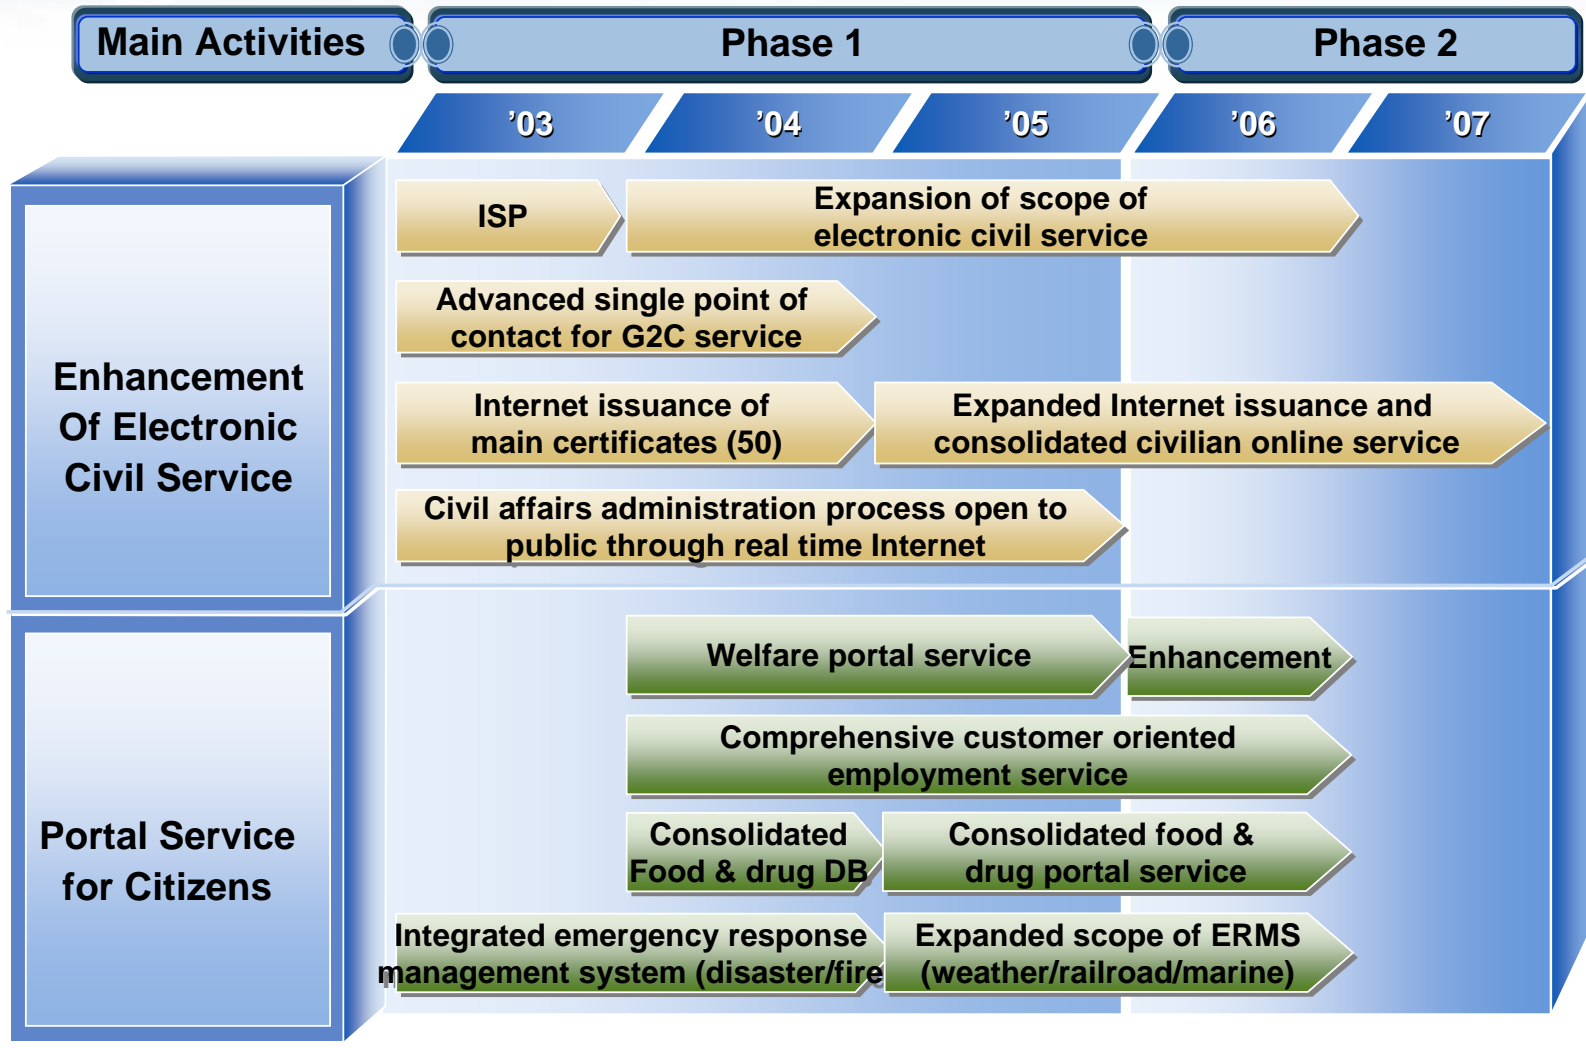 Main Activities
Phase 1
Phase 2
’03
’04
’05
’06
’07
Enhancement
Of Electronic
Civil Service
ISP
Expansion of scope of
electronic civil service
Advanced single point of
contact for G2C service
Internet issuance of
main certificates (50)
Expanded Internet issuance and
consolidated civilian online service
Civil affairs administration process open to
public through real time Internet
Portal Service
for Citizens
Welfare portal service
Enhancement
Comprehensive customer oriented
employment service
Consolidated
Food & drug DB
Consolidated food &
drug portal service
Integrated emergency response
management system (disaster/fire
Expanded scope of ERMS
(weather/railroad/marine)